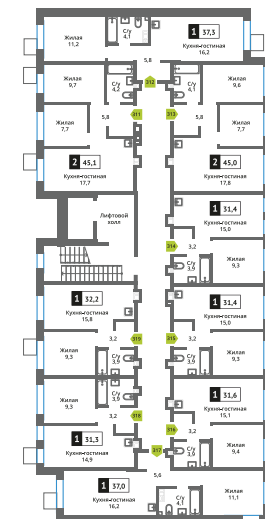 Жилая
11,2
С/у
4,1
1 37,3
Кухня-гостиная
16,2
5,8
312
Жилая
9,7
С/у
4,2
С/у
4,1
Жилая
9,6
Жилая
7,7
5,8
311
313
5,8
Жилая
7,7
2 45,1
Кухня-гостиная
17,7
2 45,0
Кухня-гостиная
17,8
Лифтовой
холл
1 31,4
Кухня-гостиная
15,0
314
3,2
С/у
3,9
Жилая
9,3
1 32,2
Кухня-гостиная
15,8
1 31,4
Кухня-гостиная
15,0
Жилая
9,3
3,2
С/у
3,9
319
315
3,2
С/у
3,9
Жилая
9,3
Жилая
9,3
С/у
3,9
3,2
318
1 31,6
Кухня-гостиная
15,1
1 31,3
Кухня-гостиная
14,9
316
3,2
С/у
3,9
Жилая
9,4
317
5,6
1 37,0
Кухня-гостиная
16,2
С/у
4,1
Жилая
11,1